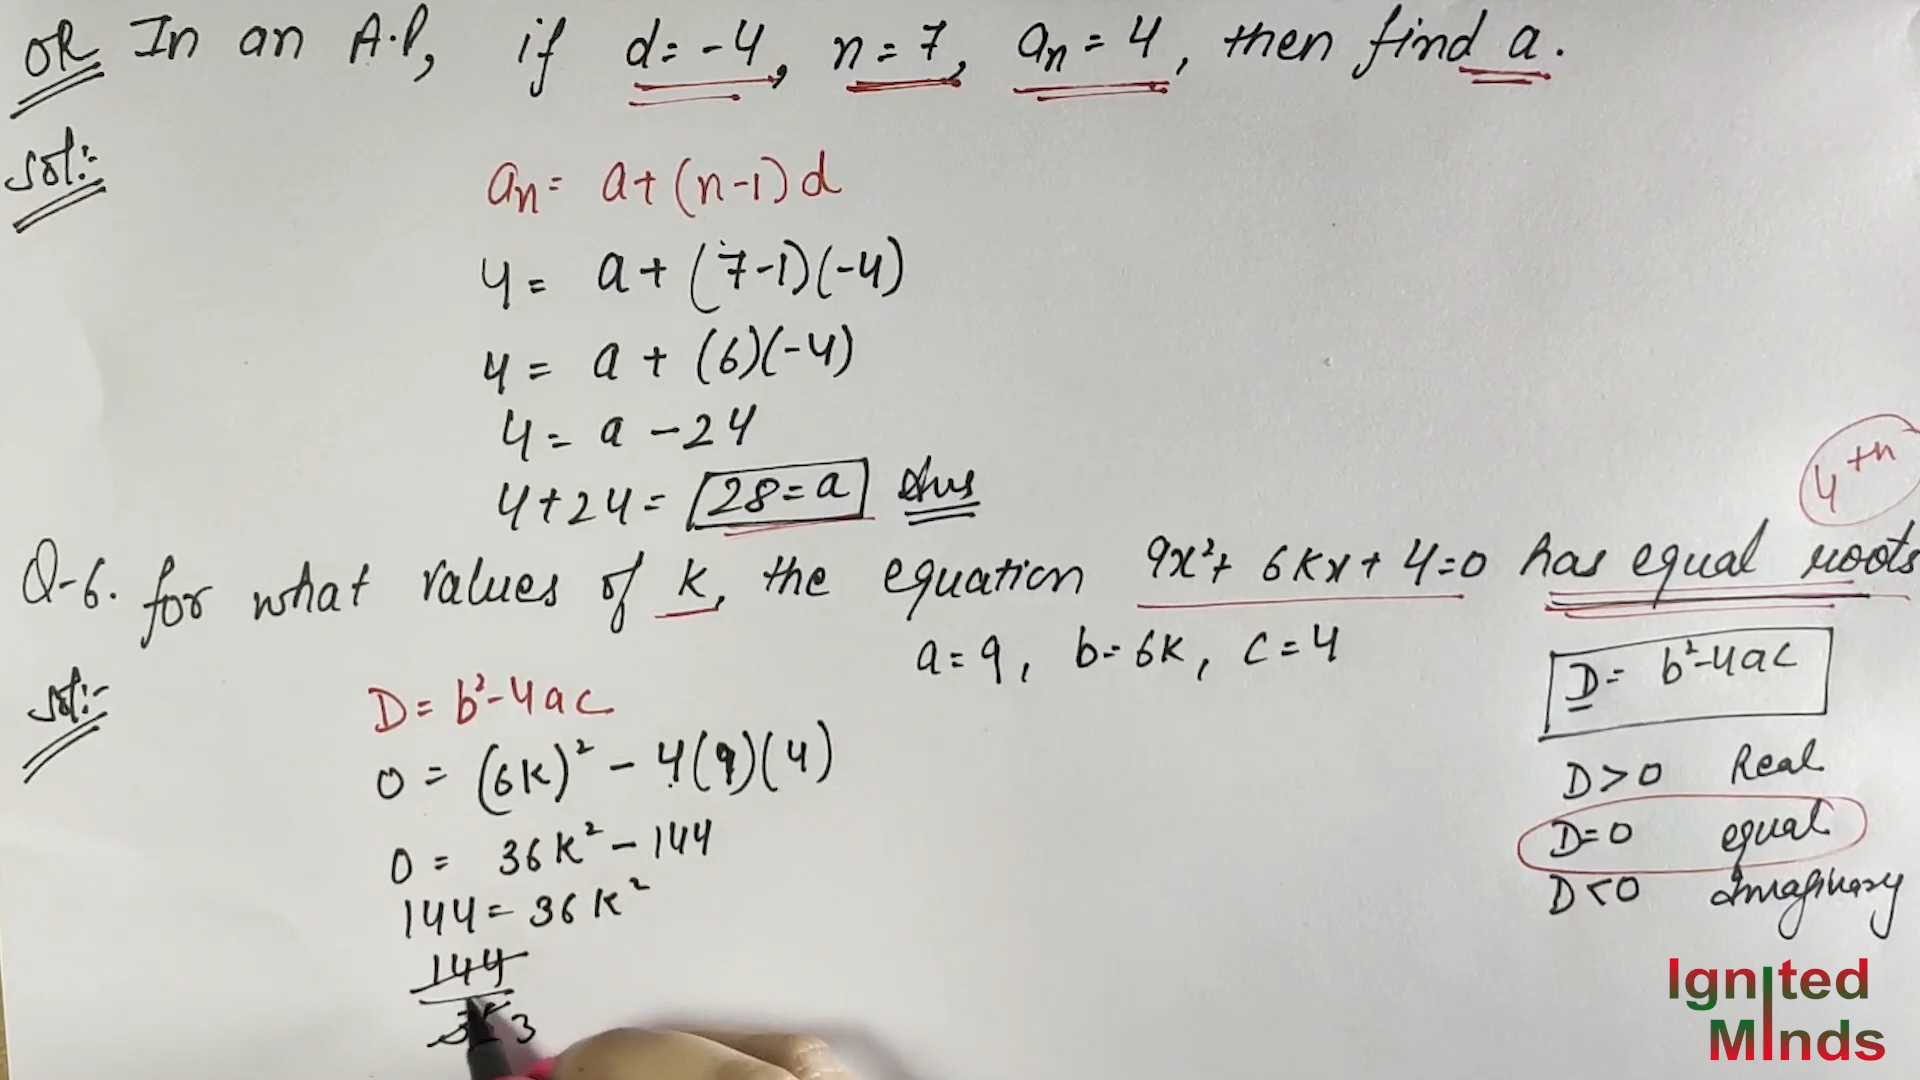 OR In an A.P, if d = -4, n = 7, aₙ = 4, then find a.
Sol:-
aₙ = a + (n-1)d
4 = a + (7-1)(-4)
4 = a + (6)(-4)
4 = a - 24
4+24 = 28 = a Ans
4th
Q-6. for what values of k, the equation 9x² + 6kx + 4 = 0 has equal roots
a = 9, b = 6k, c = 4
Sol:-
D = b² - 4ac
0 = (6k)² - 4(9)(4)
0 = 36k² - 144
144 = 36k²
144
3
D = b² - 4ac
D > 0 Real
D = 0 equal
D < 0 Imaginary
Ignited
Minds